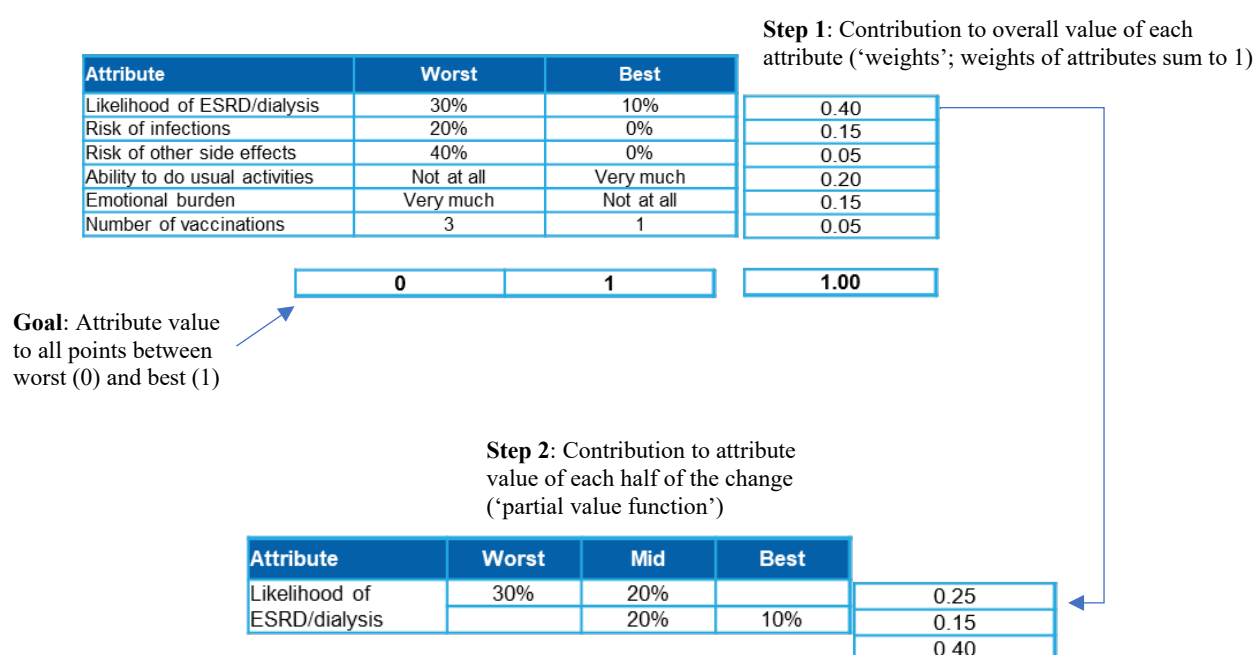 Step 1: Contribution to overall value of each
attribute (‘weights’; weights of attributes sum to 1)
Attribute Worst Best
Likelihood of ESRD/dialysis 30% 10% 0.40
Risk of infections 20% 0% 0.15
Risk of other side effects 40% 0% 0.05
Ability to do usual activities Not at all Very much 0.20
Emotional burden Very much Not at all 0.15
Number of vaccinations 3 1 0.05
0 1 1.00
Goal: Attribute value
to all points between
worst (0) and best (1)
Step 2: Contribution to attribute
value of each half of the change
(‘partial value function’)
Attribute Worst Mid Best
Likelihood of 30% 20% 0.25
ESRD/dialysis 20% 10% 0.15
0.40